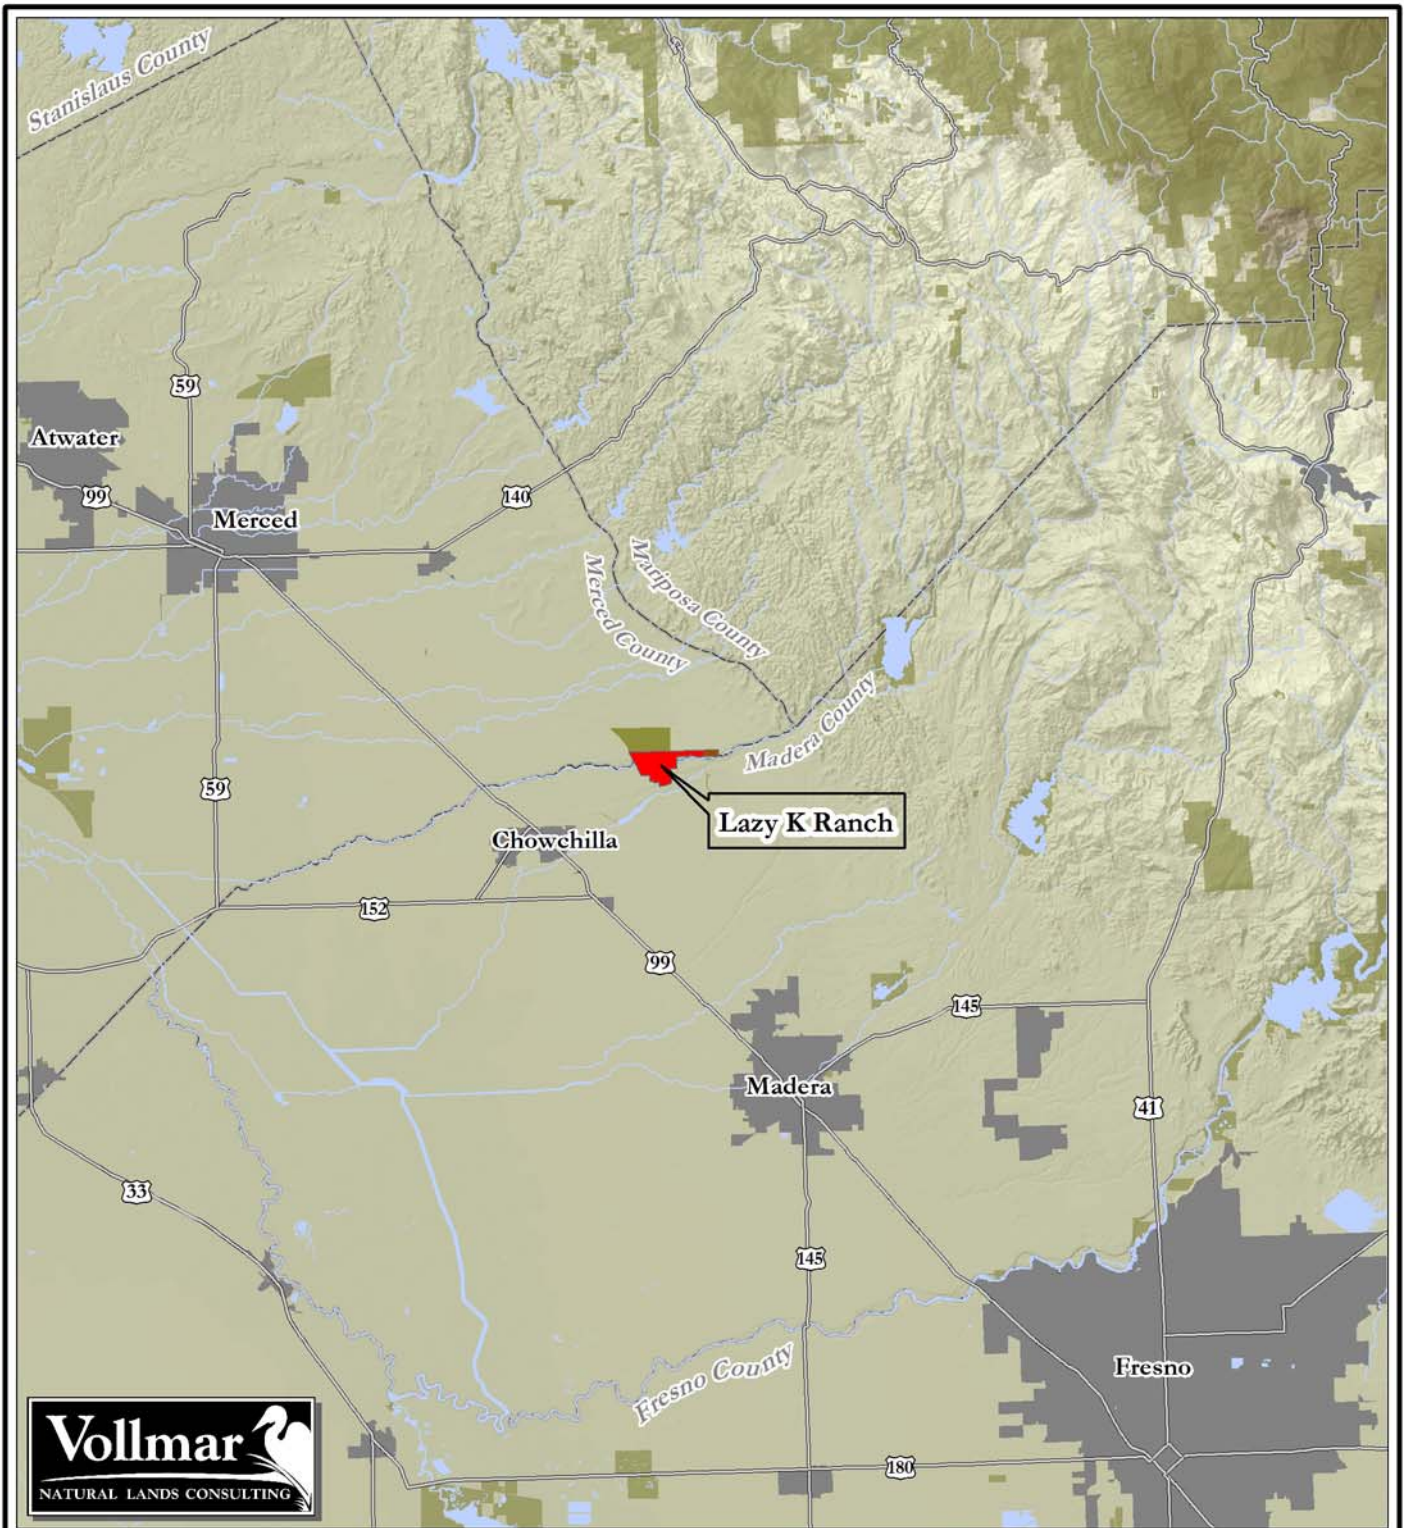 Stanislaus County
59
Atwater
99
Merced
140
Mariposa County
Merced County
Madera County
59
Lazy K Ranch
Chowchilla
152
99
145
Madera
41
33
145
Fresno County
Fresno
180
Vollmar
NATURAL LANDS CONSULTING